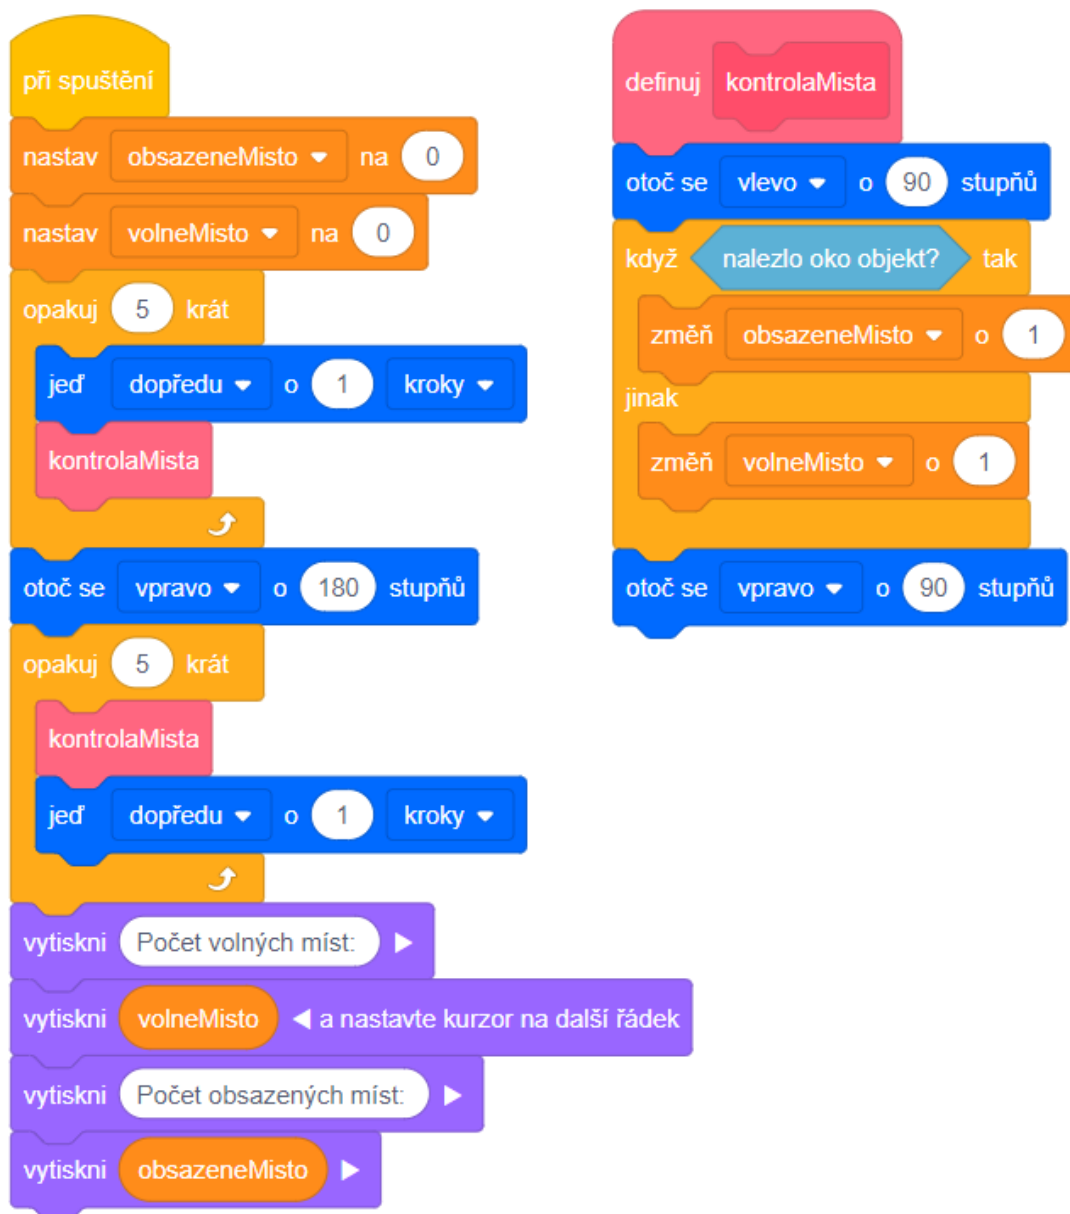 při spuštění
nastav obsazeneMisto na 0
nastav volneMisto na 0
opakuj 5 krát
jeď dopředu o 1 kroky
kontrolaMista
otoč se vpravo o 180 stupňů
opakuj 5 krát
kontrolaMista
jeď dopředu o 1 kroky
vytiskni Počet volných míst:
vytiskni volneMisto a nastavte kurzor na další řádek
vytiskni Počet obsazených míst:
vytiskni obsazeneMisto
definuj kontrolaMista
otoč se vlevo o 90 stupňů
když nalezlo oko objekt? tak
změň obsazeneMisto o 1
jinak
změň volneMisto o 1
otoč se vpravo o 90 stupňů